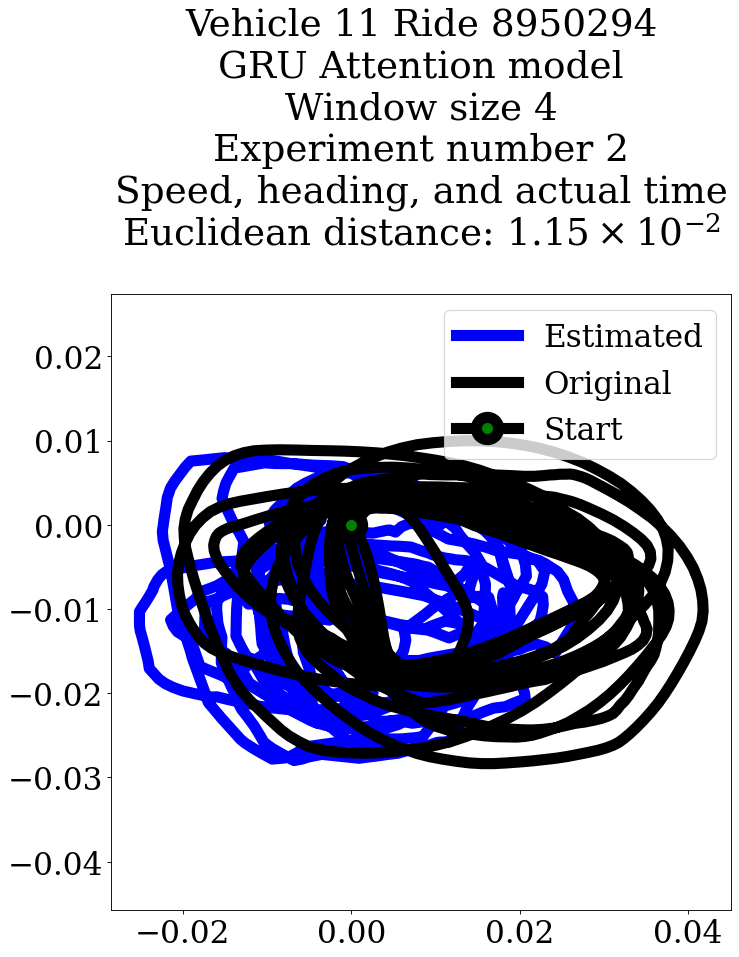 Vehicle 11 Ride 8950294
GRU Attention model
Window size 4
Experiment number 2
Speed, heading, and actual time
Euclidean distance: 1.15 × 10⁻²
Estimated
Original
Start
0.02
0.01
0.00
−0.01
−0.02
−0.03
−0.04
−0.02 0.00 0.02 0.04